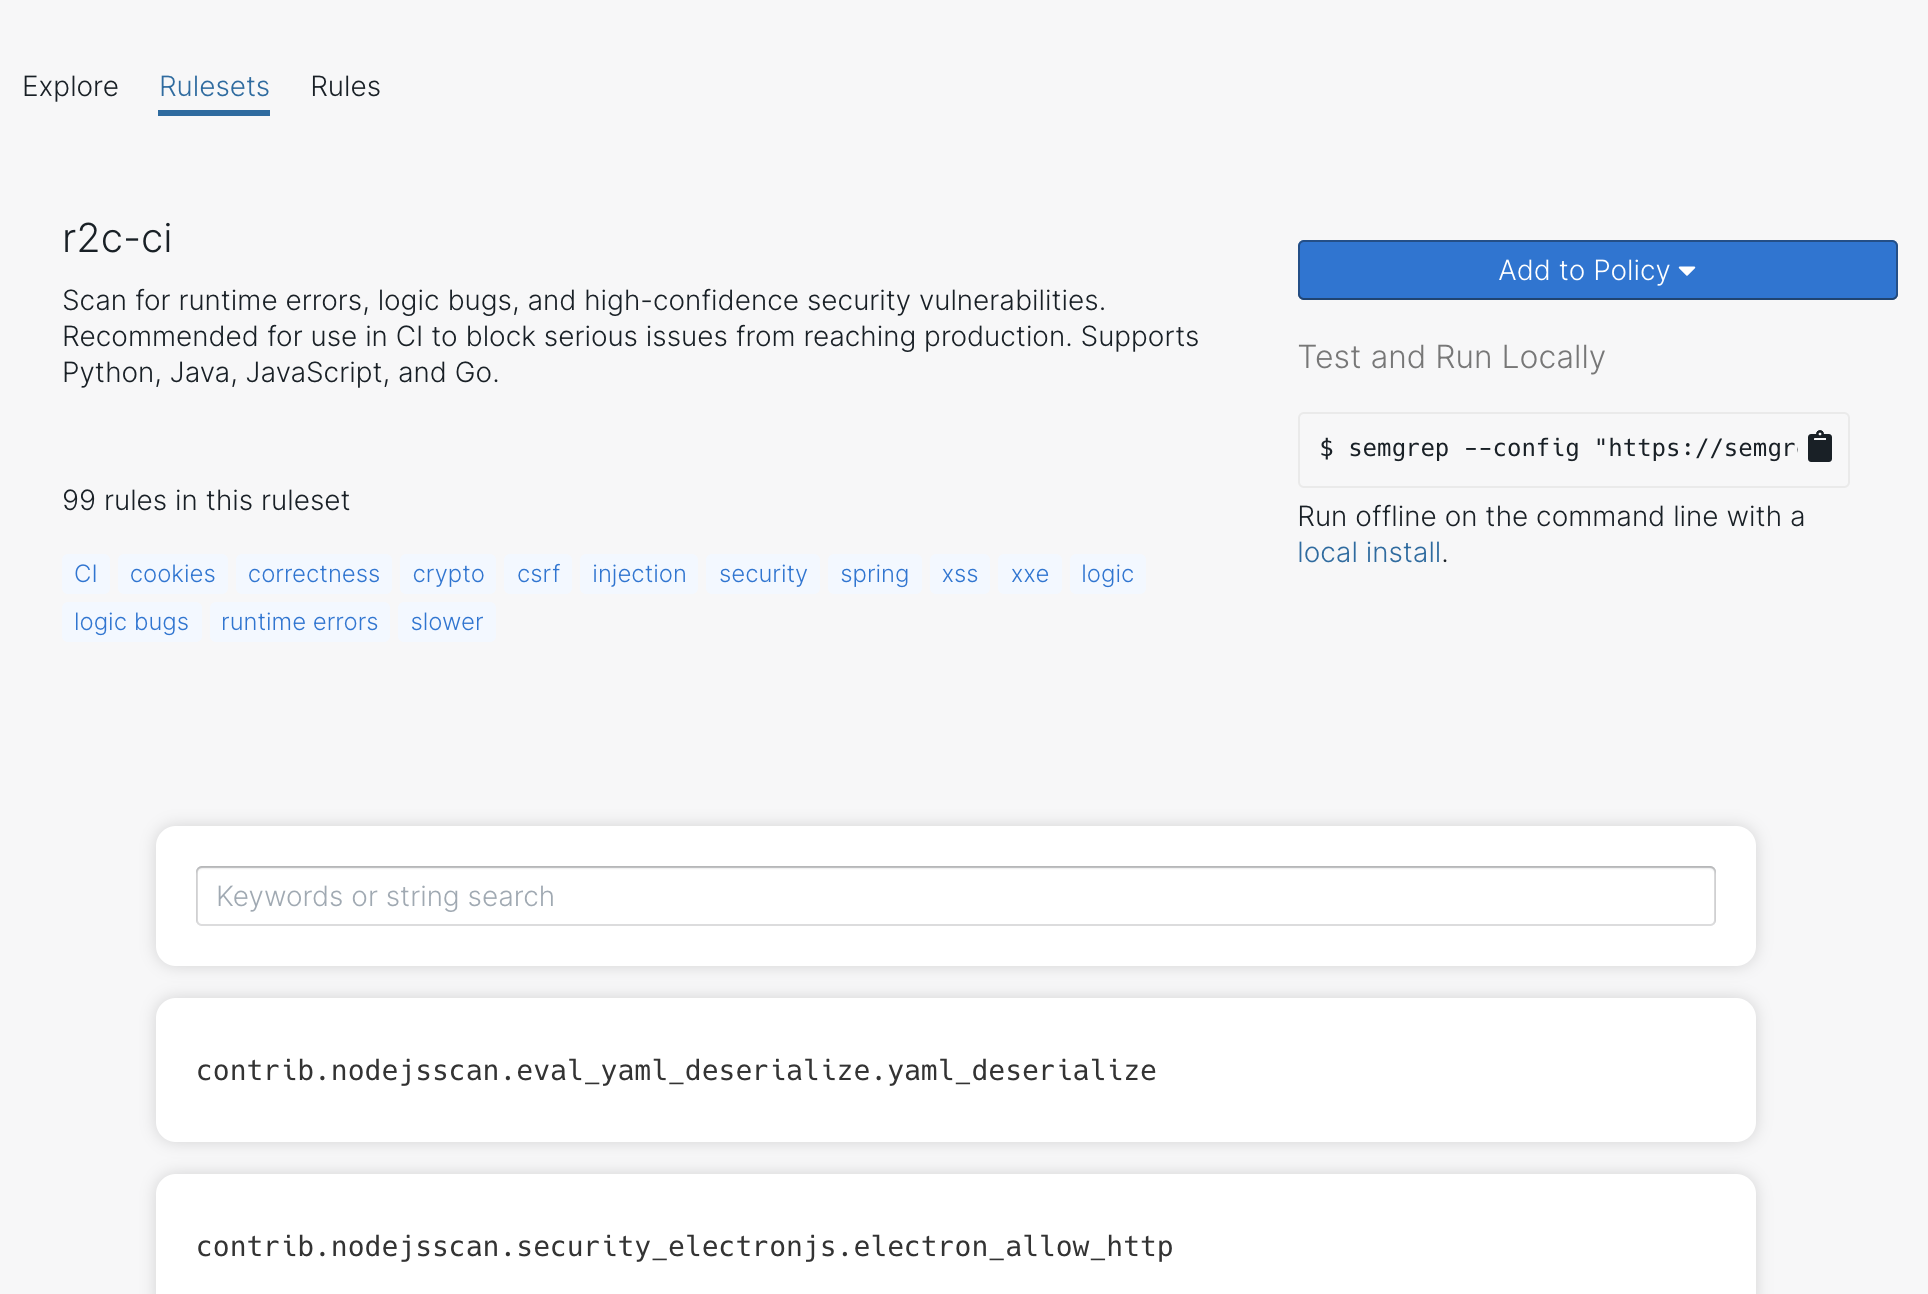 Explore Rulesets Rules
r2c-ci
Scan for runtime errors, logic bugs, and high-confidence security vulnerabilities.
Recommended for use in CI to block serious issues from reaching production. Supports
Python, Java, JavaScript, and Go.
99 rules in this ruleset
CI cookies correctness crypto csrf injection security spring xss xxe logic
logic bugs runtime errors slower
Add to Policy
Test and Run Locally
$ semgrep --config "https://semgr
Run offline on the command line with a
local install.
Keywords or string search
contrib.nodejsscan.eval_yaml_deserialize.yaml_deserialize
contrib.nodejsscan.security_electronjs.electron_allow_http